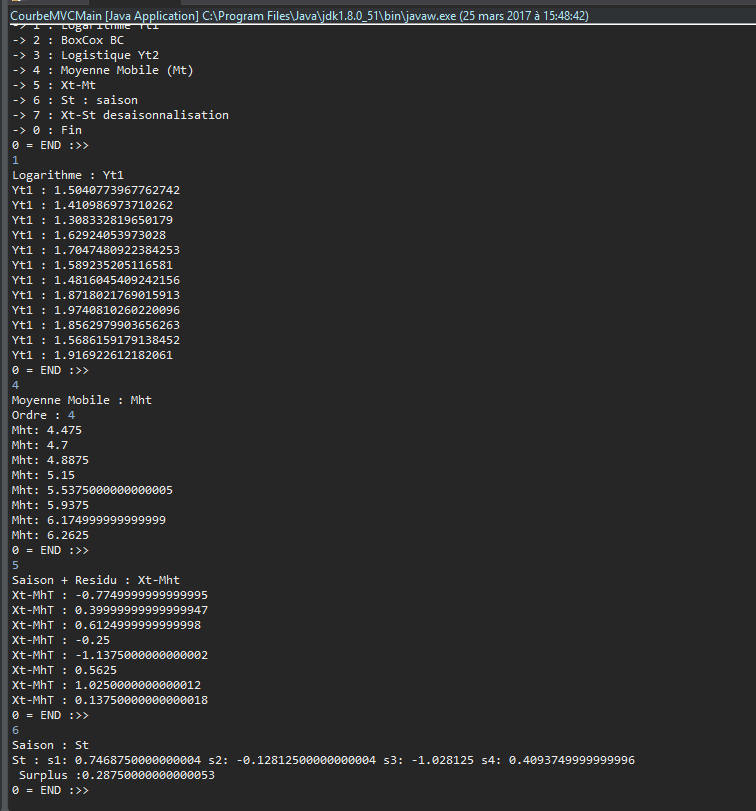 CourbeMVCMain [Java Application] C:\Program Files\Java\jdk1.8.0_51\bin\javaw.exe (25 mars 2017 à 15:48:42)
-> 1 : Logarithme Yt1
-> 2 : BoxCox BC
-> 3 : Logistique Yt2
-> 4 : Moyenne Mobile (Mt)
-> 5 : Xt-Mt
-> 6 : St : saison
-> 7 : Xt-St desaisonnalisation
-> 0 : Fin
0 = END :>>
1
Logarithme : Yt1
Yt1 : 1.5040773967762742
Yt1 : 1.410986973710262
Yt1 : 1.308332819650179
Yt1 : 1.62924053973028
Yt1 : 1.7047480922384253
Yt1 : 1.589235205116581
Yt1 : 1.4816045409242156
Yt1 : 1.8718021769015913
Yt1 : 1.9740810260220096
Yt1 : 1.8562979903656263
Yt1 : 1.5686159179138452
Yt1 : 1.916922612182061
0 = END :>>
4
Moyenne Mobile : Mht
Ordre : 4
Mht: 4.475
Mht: 4.7
Mht: 4.8875
Mht: 5.15
Mht: 5.5375000000000005
Mht: 5.9375
Mht: 6.174999999999999
Mht: 6.2625
0 = END :>>
5
Saison + Residu : Xt-Mht
Xt-MhT : -0.7749999999999995
Xt-MhT : 0.39999999999999947
Xt-MhT : 0.6124999999999998
Xt-MhT : -0.25
Xt-MhT : -1.1375000000000002
Xt-MhT : 0.5625
Xt-MhT : 1.0250000000000012
Xt-MhT : 0.13750000000000018
0 = END :>>
6
Saison : St
St : s1: 0.7468750000000004 s2: -0.12812500000000004 s3: -1.028125 s4: 0.4093749999999996
Surplus :0.28750000000000053
0 = END :>>